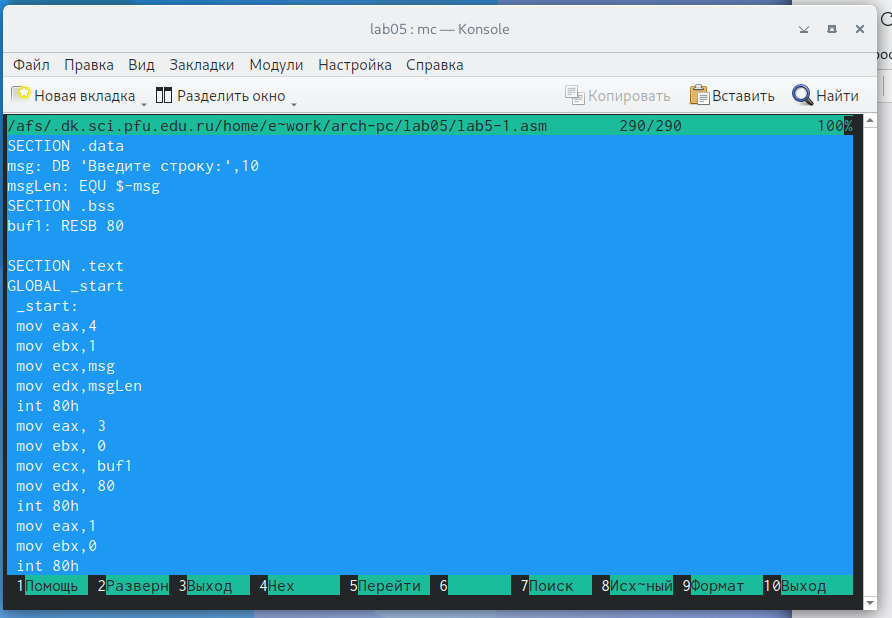 lab05 : mc — Konsole
Файл Правка Вид Закладки Модули Настройка Справка
Новая вкладка Разделить окно Копировать Вставить Найти
/afs/.dk.sci.pfu.edu.ru/home/e~work/arch-pc/lab05/lab5-1.asm 290/290 100%
SECTION .data
msg: DB 'Введите строку:',10
msgLen: EQU $-msg
SECTION .bss
buf1: RESB 80
SECTION .text
GLOBAL _start
_start:
mov eax,4
mov ebx,1
mov ecx,msg
mov edx,msgLen
int 80h
mov eax, 3
mov ebx, 0
mov ecx, buf1
mov edx, 80
int 80h
mov eax,1
mov ebx,0
int 80h
1Помощь 2Разверн 3Выход 4Hex 5Перейти 6 7Поиск 8Исх~ный 9Формат 10Выход